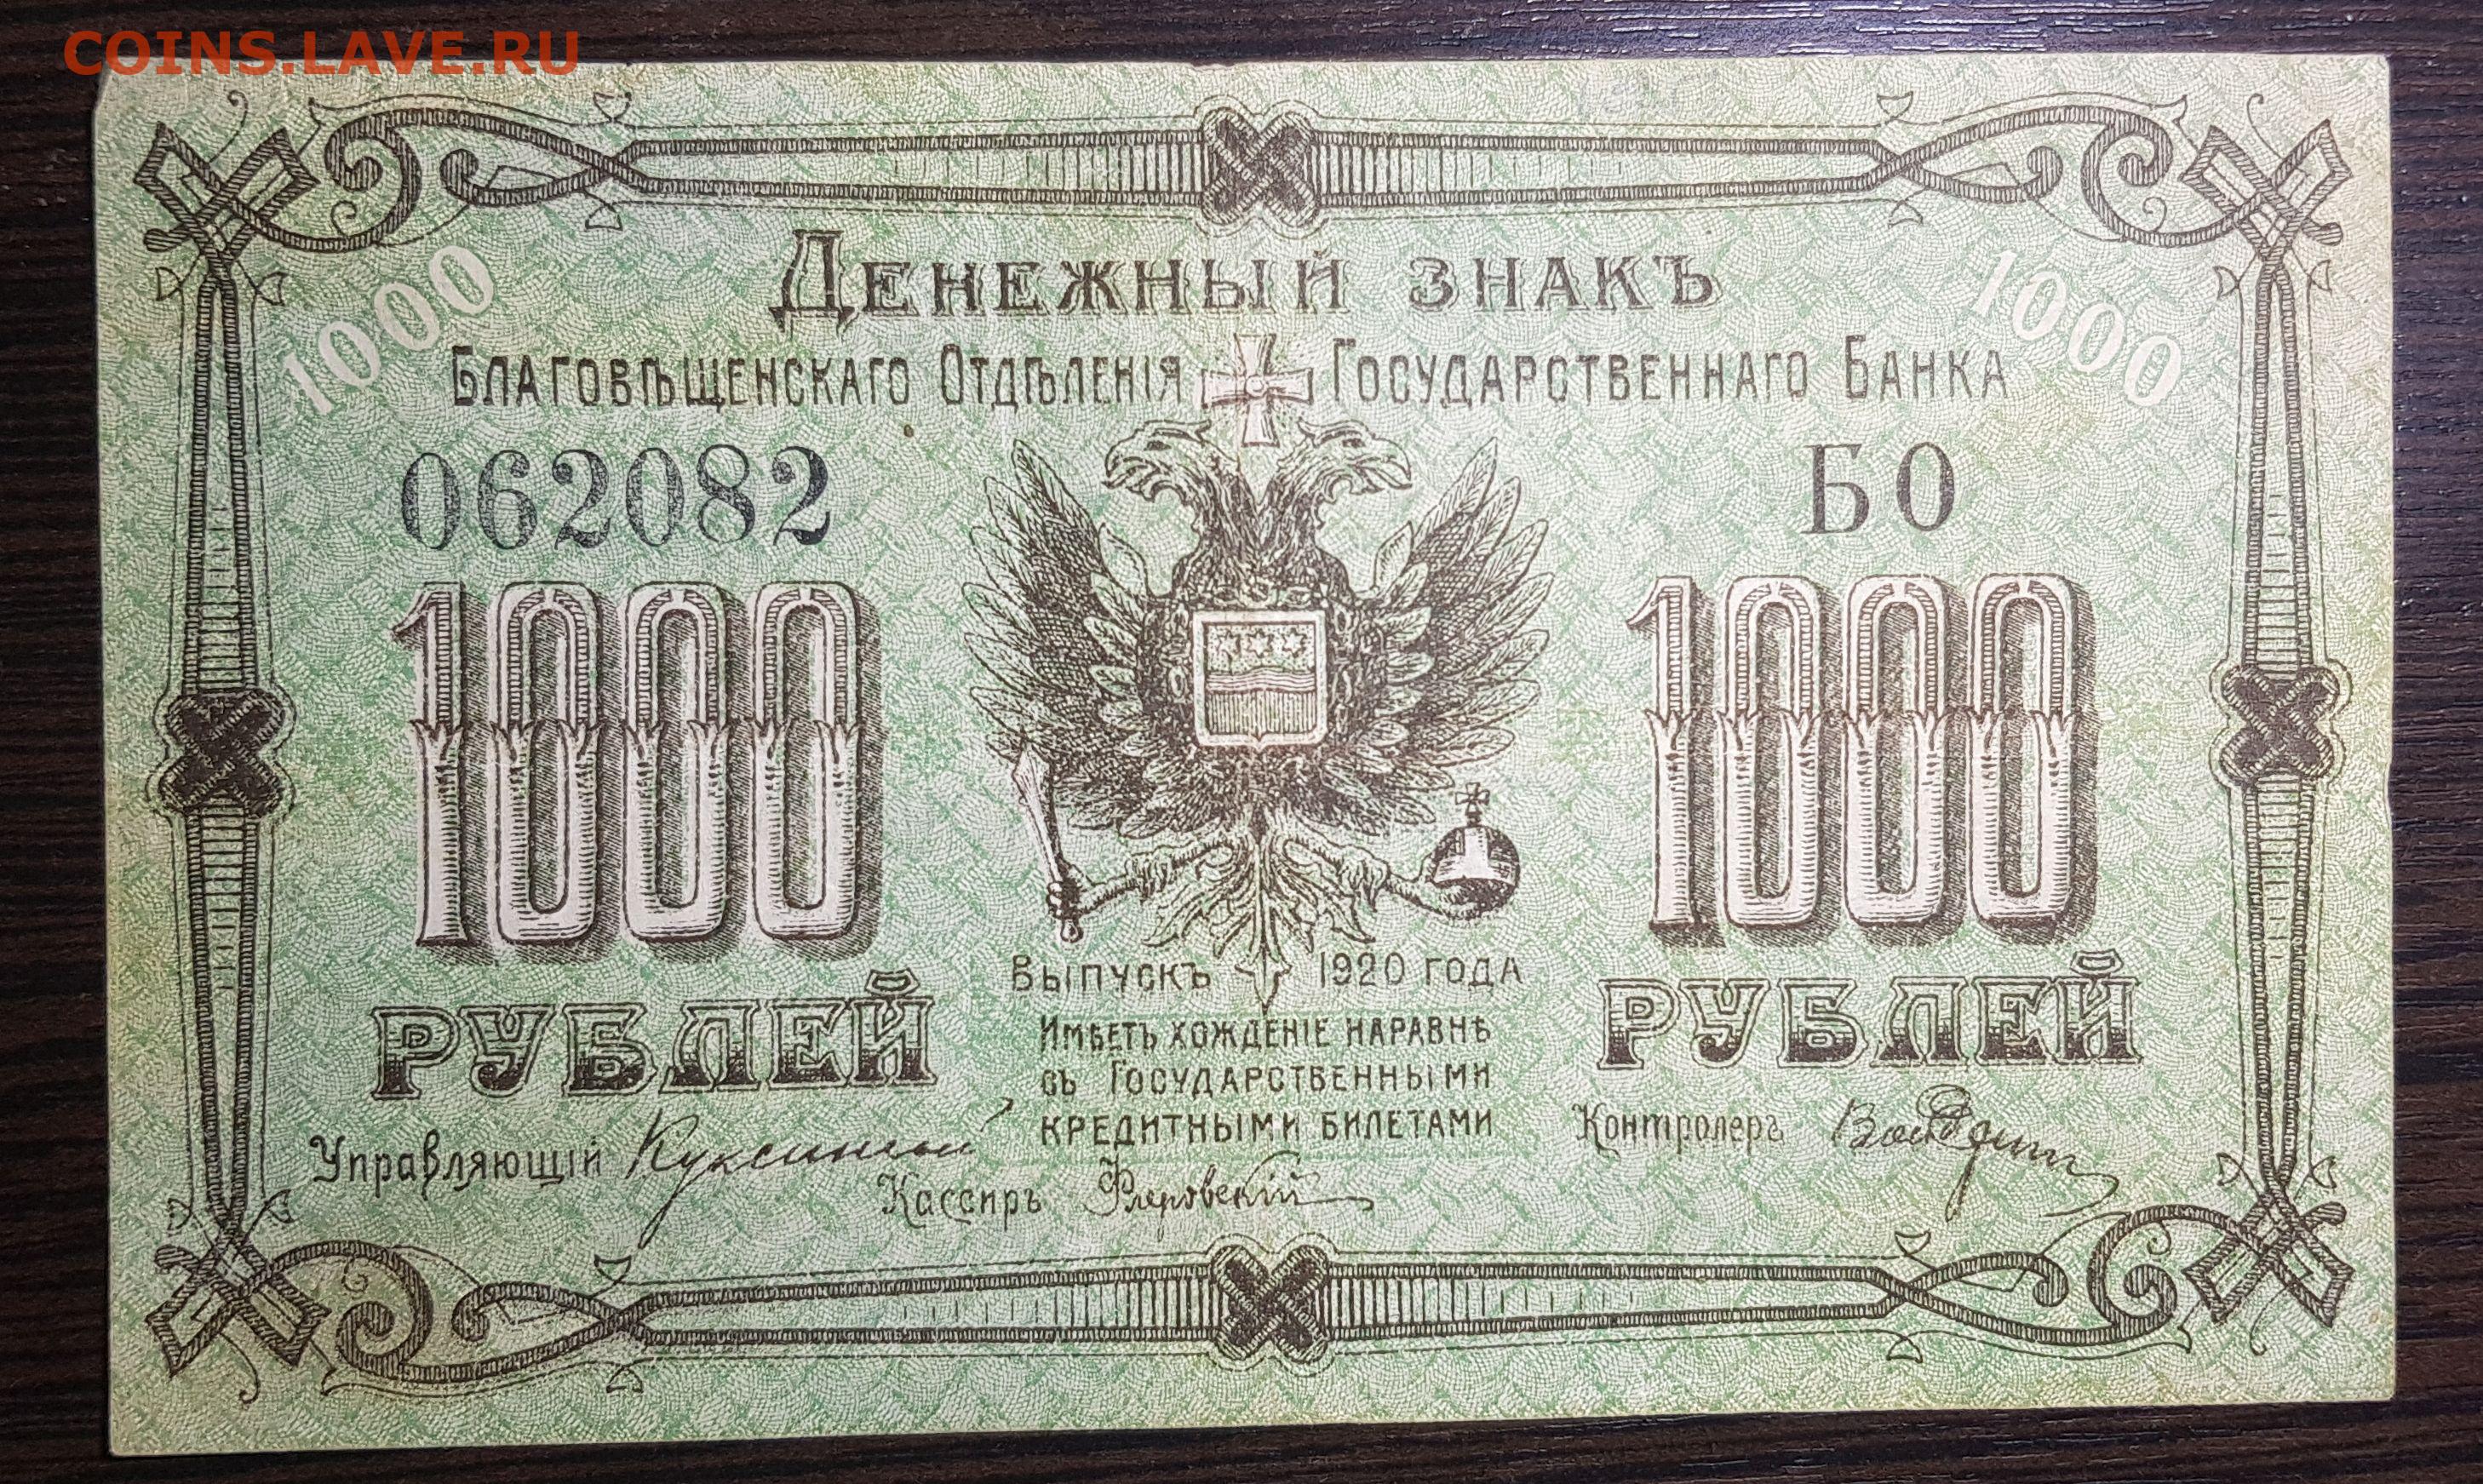 COINS.LAVE.RU
Денежный знакъ
1000 1000
Благовѣщенскаго Отдѣленія Государственнаго Банка
062082 БО
1000 1000
Выпускъ 1920 года
РУБЛЕЙ РУБЛЕЙ
Имѣетъ хожденіе наравнѣ
съ Государственными
кредитными билетами
Управляющій
Контролеръ
Кассиръ Флеровскій